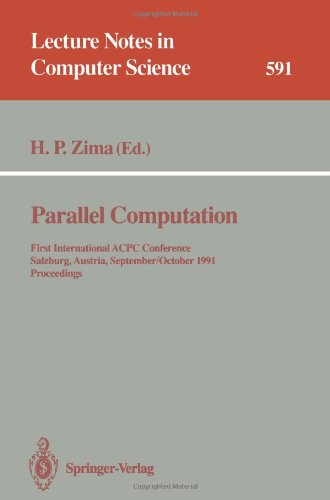 Lecture Notes in
Computer Science 591
H. P. Zima (Ed.)
Parallel Computation
First International ACPC Conference
Salzburg, Austria, September/October 1991
Proceedings
Springer-Verlag